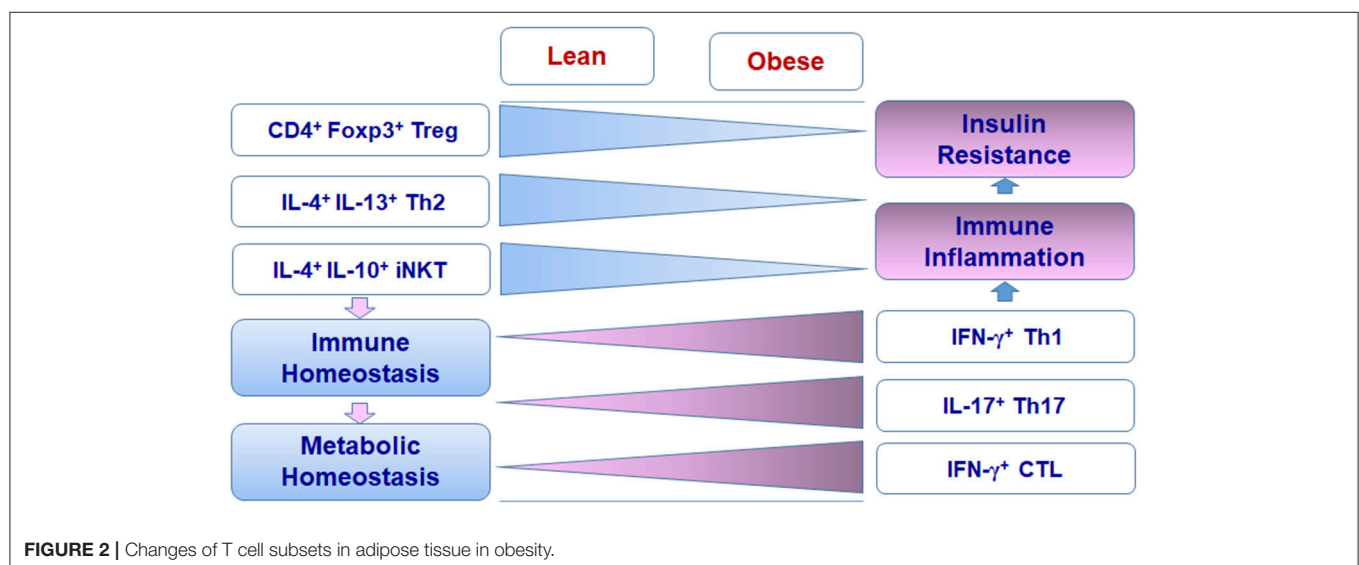 Lean
Obese
CD4⁺ Foxp3⁺ Treg
IL-4⁺ IL-13⁺ Th2
IL-4⁺ IL-10⁺ iNKT
Immune
Homeostasis
Metabolic
Homeostasis
Insulin
Resistance
Immune
Inflammation
IFN-γ⁺ Th1
IL-17⁺ Th17
IFN-γ⁺ CTL
FIGURE 2 | Changes of T cell subsets in adipose tissue in obesity.